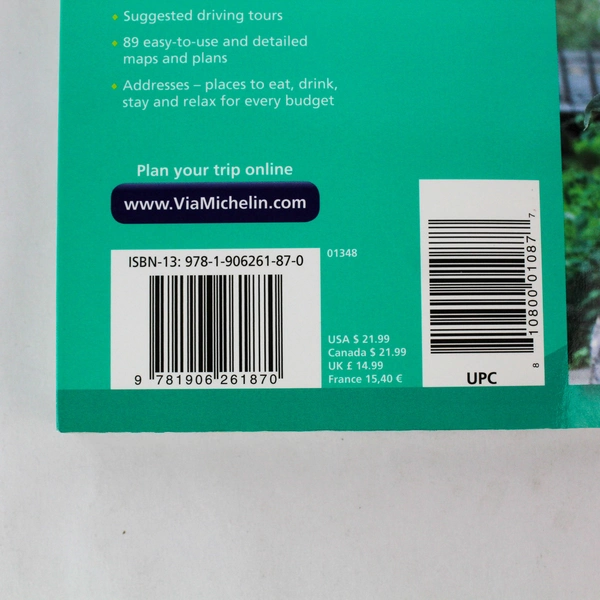 Suggested driving tours
89 easy-to-use and detailed
maps and plans
Addresses – places to eat, drink,
stay and relax for every budget
Plan your trip online
www.ViaMichelin.com
ISBN-13: 978-1-906261-87-0
9 781906 261870
01348
USA $ 21.99
Canada $ 21.99
UK £ 14.99
France 15,40 €
8 10800 01087 7
UPC